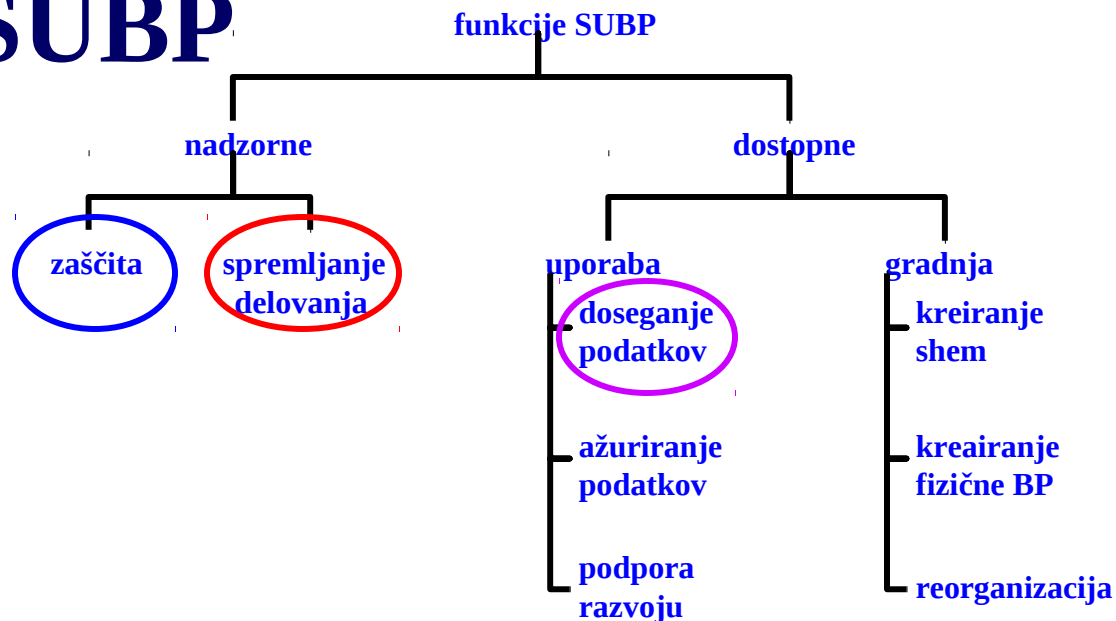 SUBP
funkcije SUBP
nadzorne
dostopne
zaščita
spremljanje
delovanja
uporaba
doseganje
podatkov
ažuriranje
podatkov
podpora
razvoju
gradnja
kreiranje
shem
kreairanje
fizične BP
reorganizacija